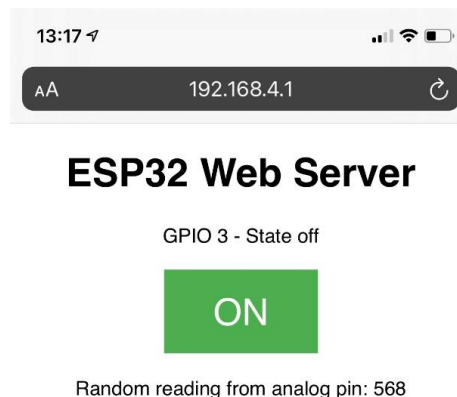 13:17
AA 192.168.4.1
ESP32 Web Server
GPIO 3 - State off
ON
Random reading from analog pin: 568